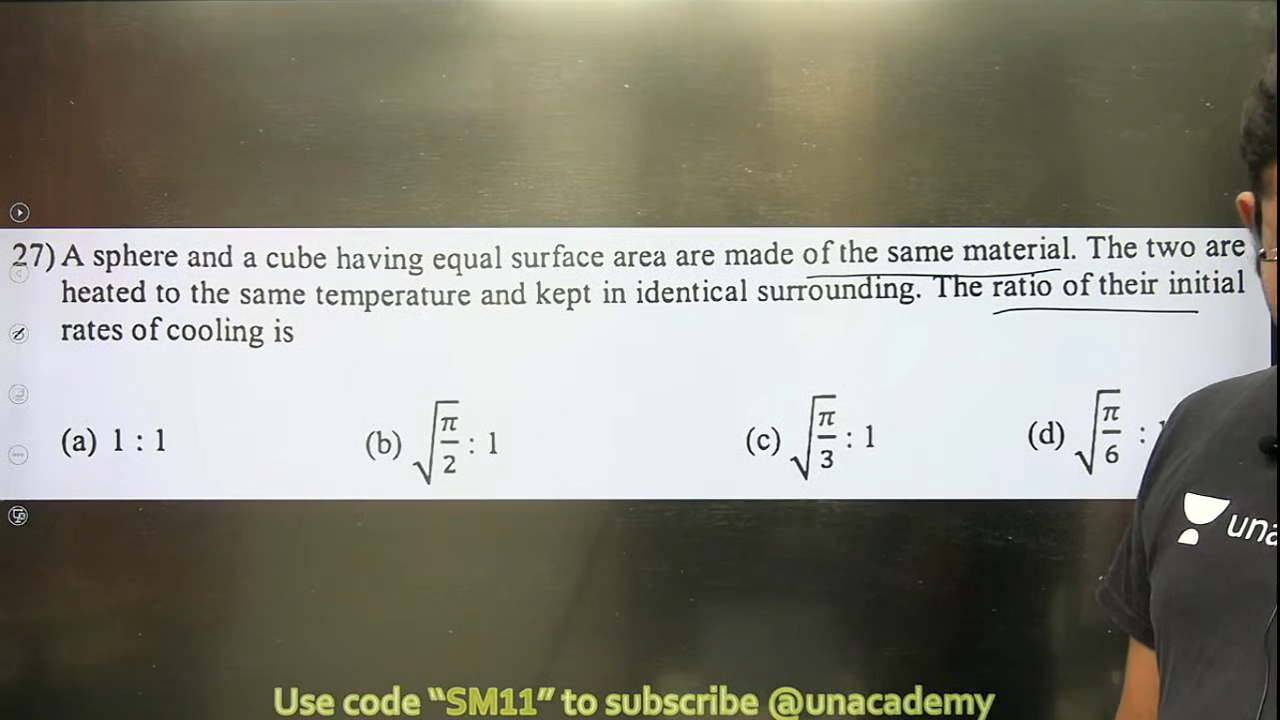 27) A sphere and a cube having equal surface area are made of the same material. The two are
heated to the same temperature and kept in identical surrounding. The ratio of their initial
rates of cooling is
(a) 1 : 1 (b) √π/2 : 1 (c) √π/3 : 1 (d) √π/6 :
una
Use code “SM11” to subscribe @unacademy